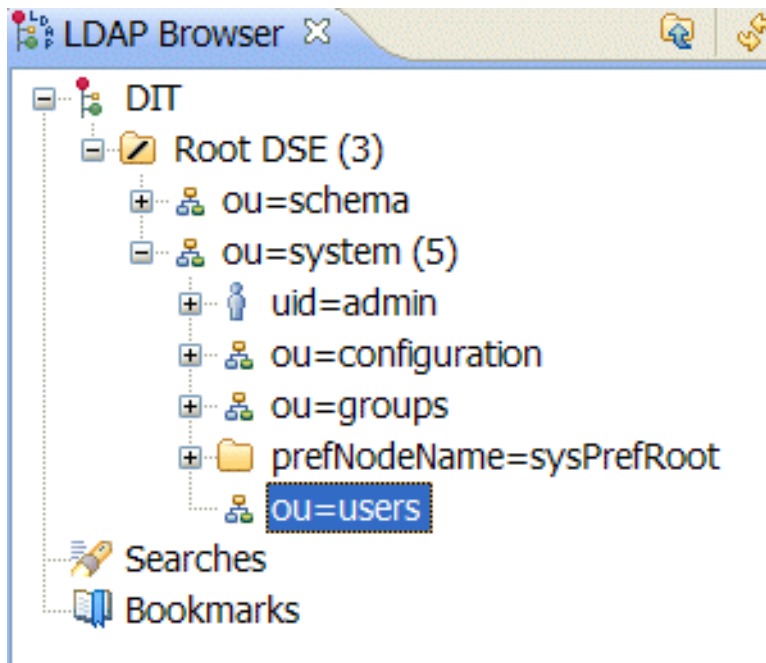 LDAP Browser
DIT
Root DSE (3)
ou=schema
ou=system (5)
uid=admin
ou=configuration
ou=groups
prefNodeName=sysPrefRoot
ou=users
Searches
Bookmarks